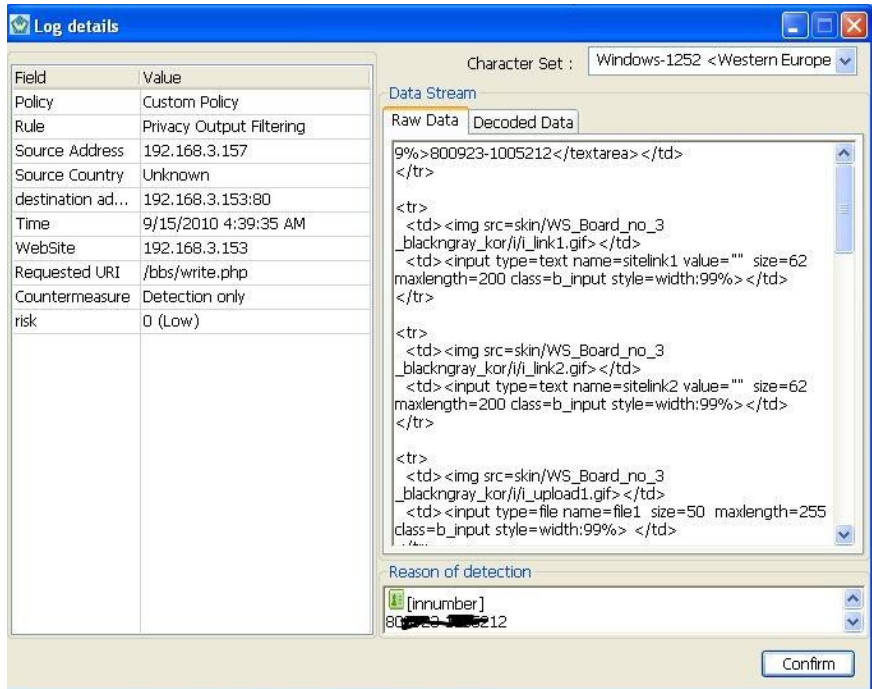 Log details
Field Value
Policy Custom Policy
Rule Privacy Output Filtering
Source Address 192.168.3.157
Source Country Unknown
destination ad... 192.168.3.153:80
Time 9/15/2010 4:39:35 AM
WebSite 192.168.3.153
Requested URI /bbs/write.php
Countermeasure Detection only
risk 0 (Low)
Character Set : Windows-1252 <Western Europe
Data Stream
Raw Data Decoded Data
9%>800923-1005212</textarea></td>
</tr>
<tr>
<td><img src=skin/WS_Board_no_3
_blackngray_kor/i/i_link1.gif></td>
<td><input type=text name=sitelink1 value="" size=62
maxlength=200 class=b_input style=width:99%></td>
</tr>
<tr>
<td><img src=skin/WS_Board_no_3
_blackngray_kor/i/i_link2.gif></td>
<td><input type=text name=sitelink2 value="" size=62
maxlength=200 class=b_input style=width:99%></td>
</tr>
<tr>
<td><img src=skin/WS_Board_no_3
_blackngray_kor/i/i_upload1.gif></td>
<td><input type=file name=file1 size=50 maxlength=255
class=b_input style=width:99%> </td>
Reason of detection
[innumber]
80 212
Confirm